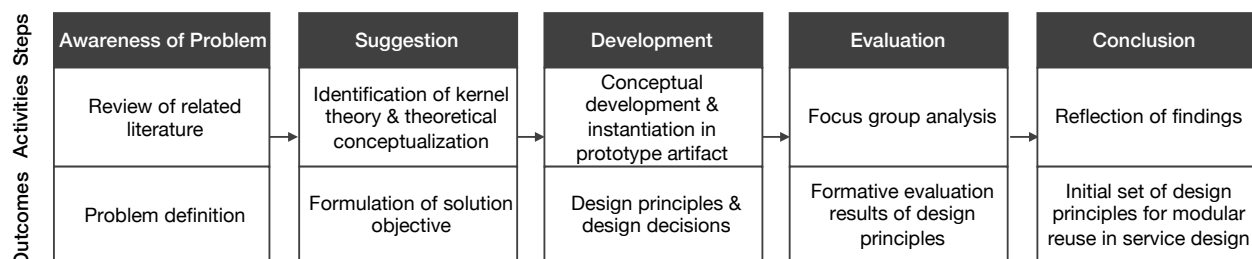 Steps
Awareness of Problem
Suggestion
Development
Evaluation
Conclusion
Activities
Review of related
literature
Identification of kernel
theory & theoretical
conceptualization
Conceptual
development &
instantiation in
prototype artifact
Focus group analysis
Reflection of findings
Outcomes
Problem definition
Formulation of solution
objective
Design principles &
design decisions
Formative evaluation
results of design
principles
Initial set of design
principles for modular
reuse in service design